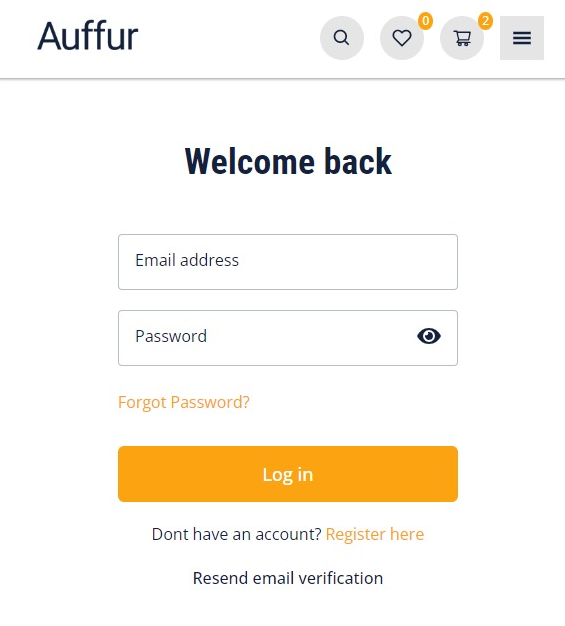 Auffur
0
2
Welcome back
Email address
Password
Forgot Password?
Log in
Dont have an account? Register here
Resend email verification